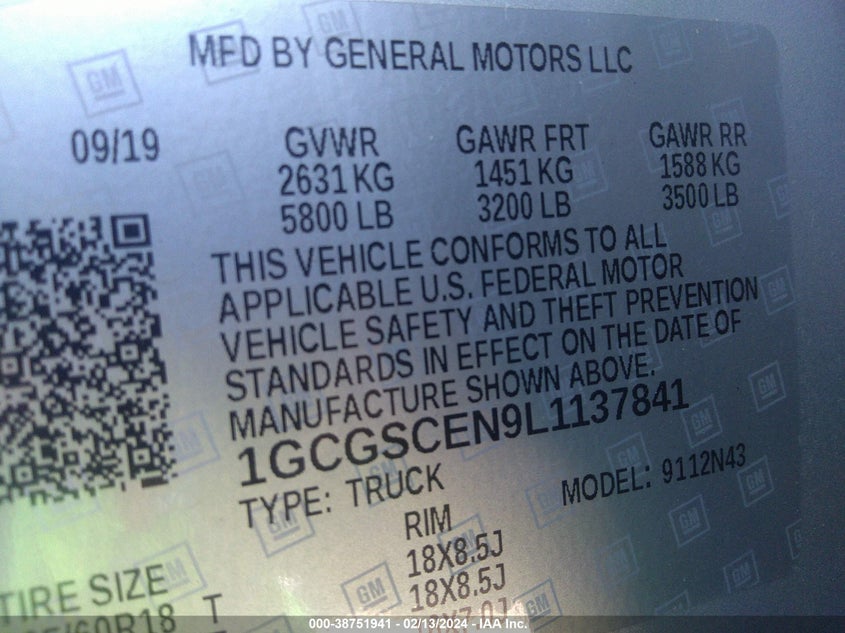 MFD BY GENERAL MOTORS LLC
09/19 GVWR GAWR FRT GAWR RR
2631 KG 1451 KG 1588 KG
5800 LB 3200 LB 3500 LB
THIS VEHICLE CONFORMS TO ALL
APPLICABLE U.S. FEDERAL MOTOR
VEHICLE SAFETY AND THEFT PREVENTION
STANDARDS IN EFFECT ON THE DATE OF
MANUFACTURE SHOWN ABOVE.
1GCGSCEN9L1137841
TYPE: TRUCK MODEL: 9112N43
TIRE SIZE RIM
18X8.5J
18X8.5J
000-38751941 - 02/13/2024 - IAA Inc.